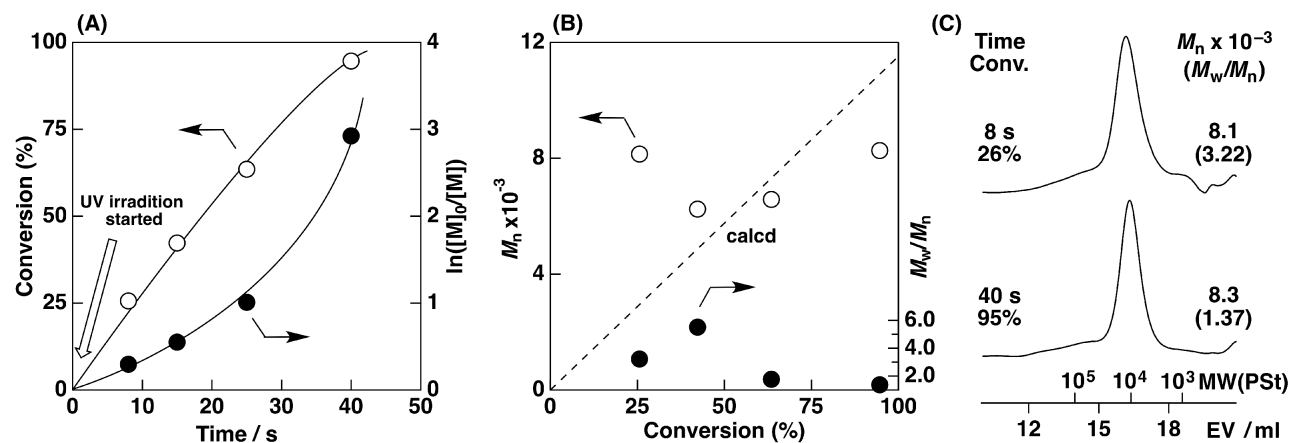 (A)
100
75
50
25
0
Conversion (%)
4
3
2
1
0
ln([M]0/[M])
UV irradition
started
0 10 20 30 40 50
Time / s
(B)
12
8
4
0
Mn x10-3
calcd
6.0
4.0
2.0
Mw/Mn
0 25 50 75 100
Conversion (%)
(C)
Time
Conv.
Mn x 10–3
(Mw/Mn)
8 s
26%
8.1
(3.22)
40 s
95%
8.3
(1.37)
105 104 103 MW(PSt)
12 15 18 EV / ml